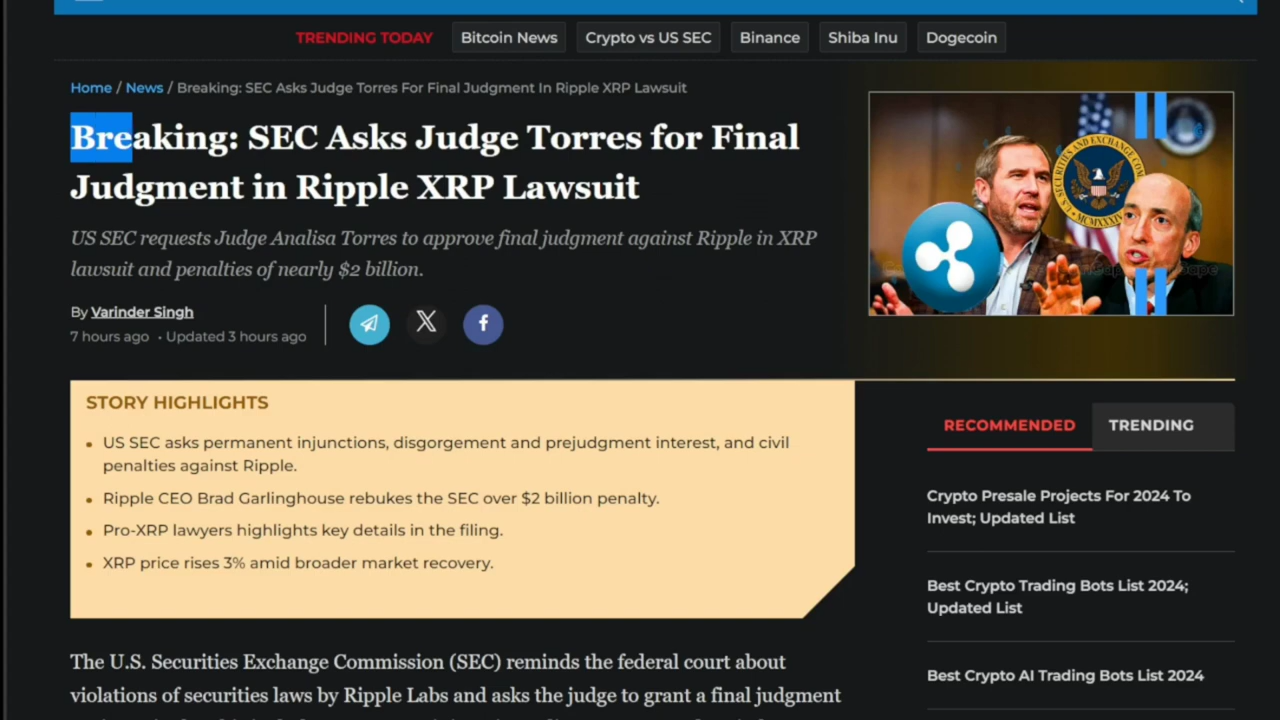 TRENDING TODAY Bitcoin News Crypto vs US SEC Binance Shiba Inu Dogecoin
Home / News / Breaking: SEC Asks Judge Torres For Final Judgment In Ripple XRP Lawsuit
Breaking: SEC Asks Judge Torres for Final
Judgment in Ripple XRP Lawsuit
US SEC requests Judge Analisa Torres to approve final judgment against Ripple in XRP
lawsuit and penalties of nearly $2 billion.
By Varinder Singh
7 hours ago • Updated 3 hours ago
STORY HIGHLIGHTS
• US SEC asks permanent injunctions, disgorgement and prejudgment interest, and civil
penalties against Ripple.
• Ripple CEO Brad Garlinghouse rebukes the SEC over $2 billion penalty.
• Pro-XRP lawyers highlights key details in the filing.
• XRP price rises 3% amid broader market recovery.
The U.S. Securities Exchange Commission (SEC) reminds the federal court about
violations of securities laws by Ripple Labs and asks the judge to grant a final judgment
RECOMMENDED TRENDING
Crypto Presale Projects For 2024 To
Invest; Updated List
Best Crypto Trading Bots List 2024;
Updated List
Best Crypto AI Trading Bots List 2024